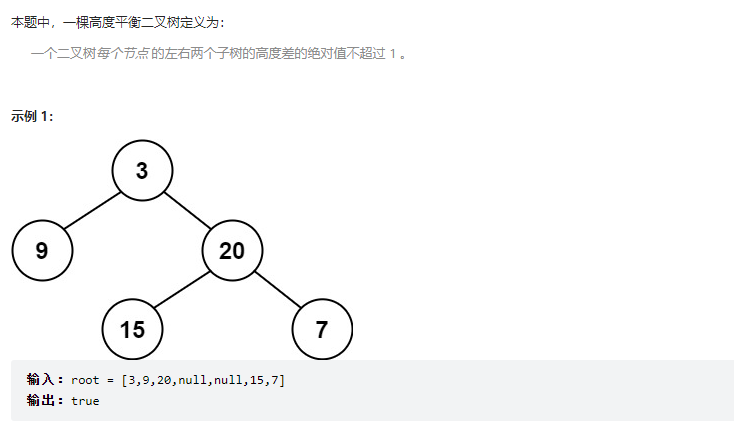 本题中，一棵高度平衡二叉树定义为：
一个二叉树每个节点 的左右两个子树的高度差的绝对值不超过 1 。
示例 1：
3
9
20
15
7
输入：root = [3,9,20,null,null,15,7]
输出：true